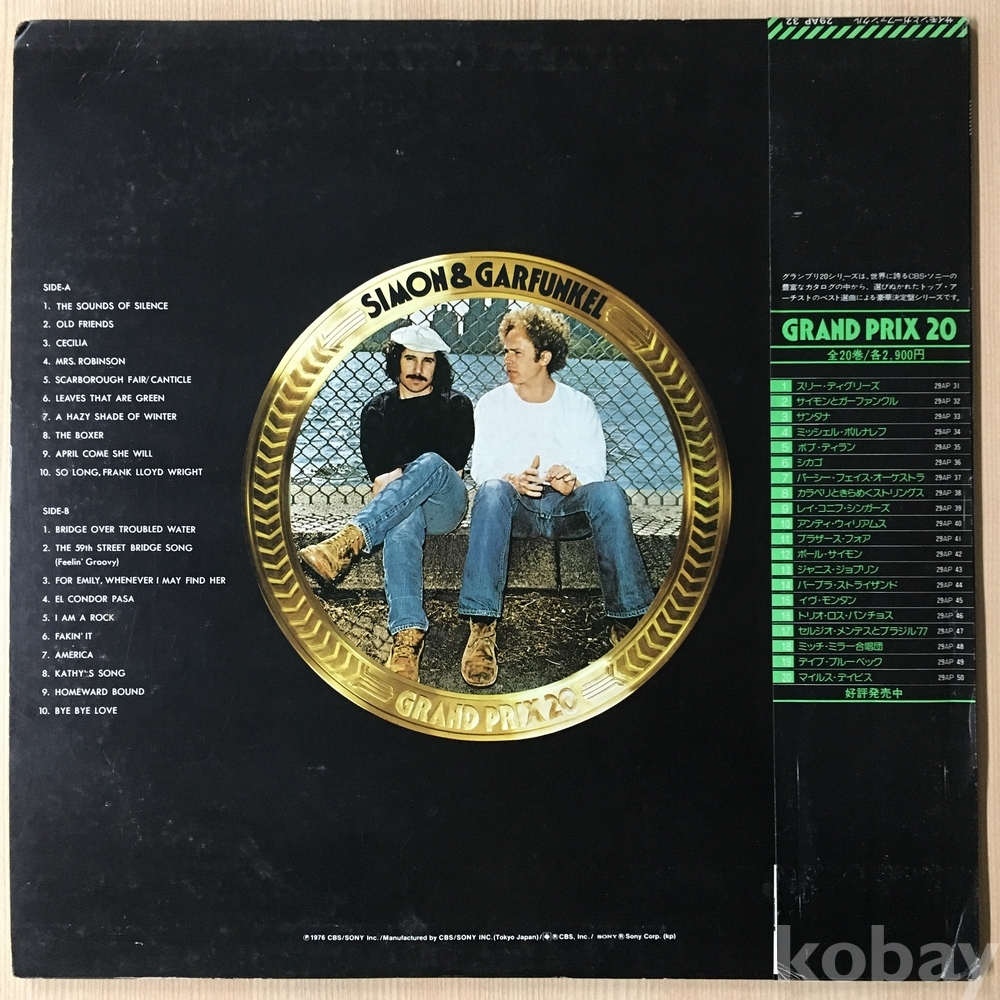 サイモンとガーファンクル 29AP 32
SIDE-A
1. THE SOUNDS OF SILENCE
2. OLD FRIENDS
3. CECILIA
4. MRS. ROBINSON
5. SCARBOROUGH FAIR/CANTICLE
6. LEAVES THAT ARE GREEN
7. A HAZY SHADE OF WINTER
8. THE BOXER
9. APRIL COME SHE WILL
10. SO LONG, FRANK LLOYD WRIGHT
SIDE-B
1. BRIDGE OVER TROUBLED WATER
2. THE 59th STREET BRIDGE SONG
(Feelin' Groovy)
3. FOR EMILY, WHENEVER I MAY FIND HER
4. EL CONDOR PASA
5. I AM A ROCK
6. FAKIN' IT
7. AMERICA
8. KATHY'S SONG
9. HOMEWARD BOUND
10. BYE BYE LOVE
SIMON & GARFUNKEL
GRAND PRIX 20
グランプリ20シリーズは、世界に誇るCBS・ソニーの
豊富なカタログの中から、選びぬかれたトップ・ア
ーチストのベスト選曲による豪華決定盤シリーズです。
GRAND PRIX 20
全20巻/各2,900円
1 スリー・ディグリーズ 29AP 31
2 サイモンとガーファンクル 29AP 32
3 サンタナ 29AP 33
4 ミッシェル・ポルナレフ 29AP 34
5 ボブ・ディラン 29AP 35
6 シカゴ 29AP 36
7 パーシー・フェイス・オーケストラ 29AP 37
8 カラベリときらめくストリングス 29AP 38
9 レイ・コニフ・シンガーズ 29AP 39
10 アンディ・ウィリアムス 29AP 40
11 ブラザース・フォア 29AP 41
12 ポール・サイモン 29AP 42
13 ジャニス・ジョプリン 29AP 43
14 バーブラ・ストライザンド 29AP 44
15 イヴ・モンタン 29AP 45
16 トリオ・ロス・パンチョス 29AP 46
17 セルジオ・メンデスとブラジル'77 29AP 47
18 ミッチ・ミラー合唱団 29AP 48
19 デイブ・ブルーベック 29AP 49
20 マイルス・デイビス 29AP 50
好評発売中
℗1976 CBS/SONY Inc./Manufactured by CBS/SONY INC.(Tokyo Japan)/®CBS, Inc./ SONY ®Sony Corp. (kp)
kobay